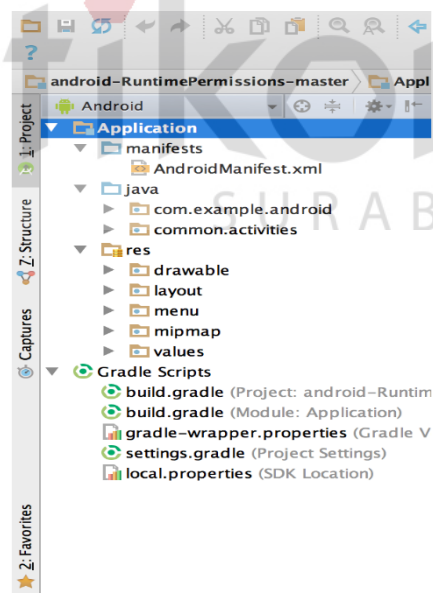 ?
android-RuntimePermissions-master Appl
Android
Application
manifests
AndroidManifest.xml
java
com.example.android
common.activities
res
drawable
layout
menu
mipmap
values
Gradle Scripts
build.gradle (Project: android-Runtim
build.gradle (Module: Application)
gradle-wrapper.properties (Gradle V
settings.gradle (Project Settings)
local.properties (SDK Location)
1: Project
7: Structure
Captures
2: Favorites
SURAB